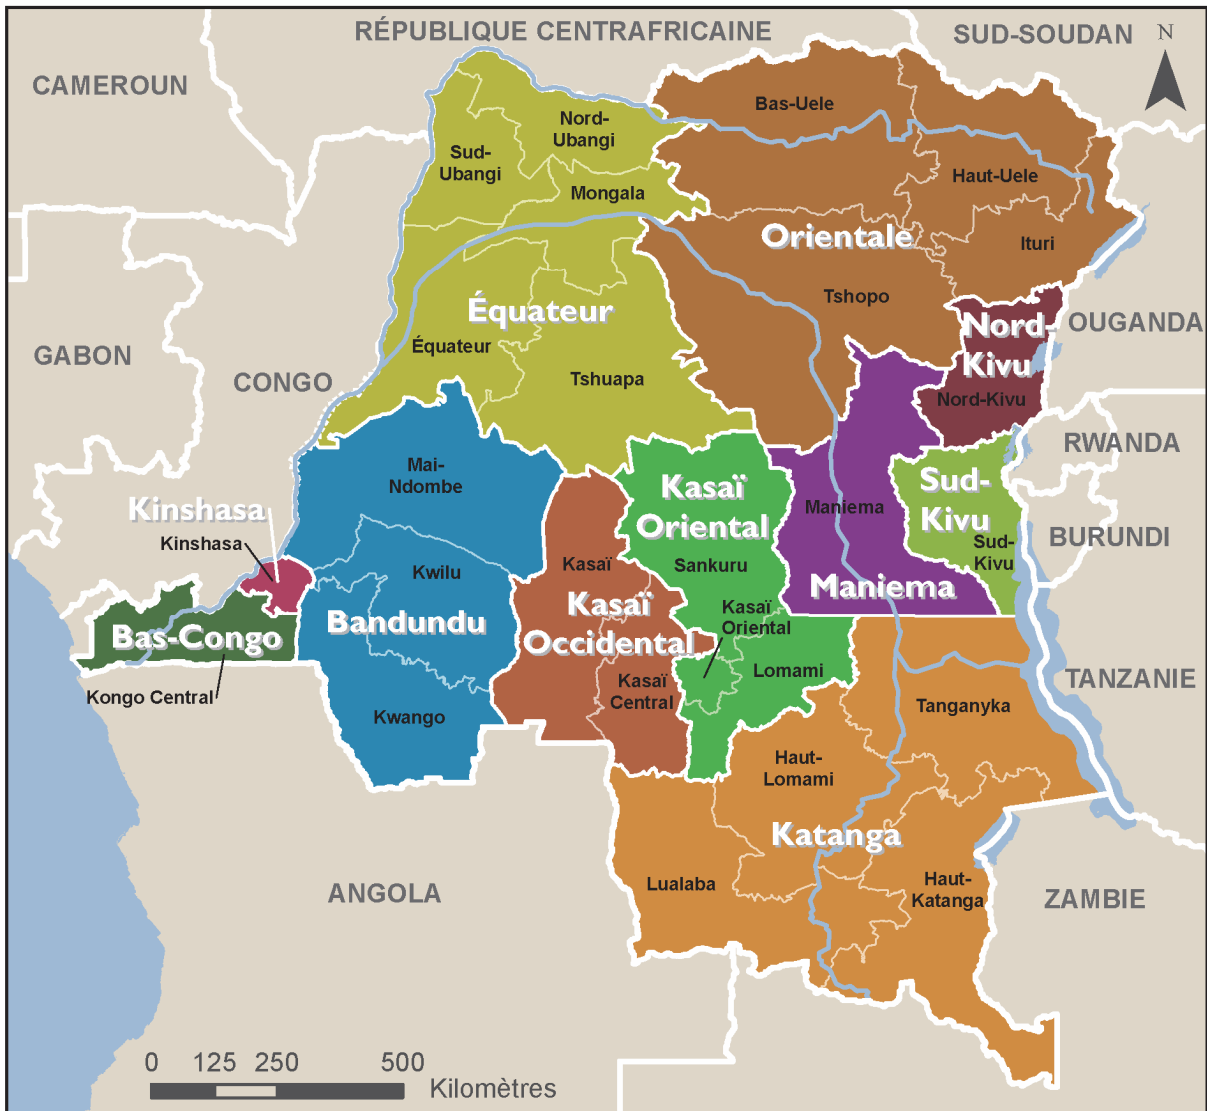 RÉPUBLIQUE CENTRAFRICAINE
SUD-SOUDAN
N
CAMEROUN
Bas-Uele
Nord-
Ubangi
Sud-
Ubangi
Haut-Uele
Mongala
Orientale
Ituri
Tshopo
Équateur
Nord-
Kivu
OUGANDA
Équateur
GABON
CONGO
Tshuapa
Nord-Kivu
RWANDA
Mai-
Ndombe
Kasaï
Oriental
Sud-
Kivu
Kinshasa
Maniema
Kinshasa
BURUNDI
Sud-
Kivu
Kwilu
Kasaï
Sankuru
Maniema
Kasaï
Occidental
Kasaï
Oriental
Bandundu
Bas-Congo
Lomami
TANZANIE
Kongo Central
Kasaï
Central
Kwango
Tanganyka
Haut-
Lomami
Katanga
Lualaba
Haut-
Katanga
ANGOLA
ZAMBIE
0 125 250 500
Kilomètres